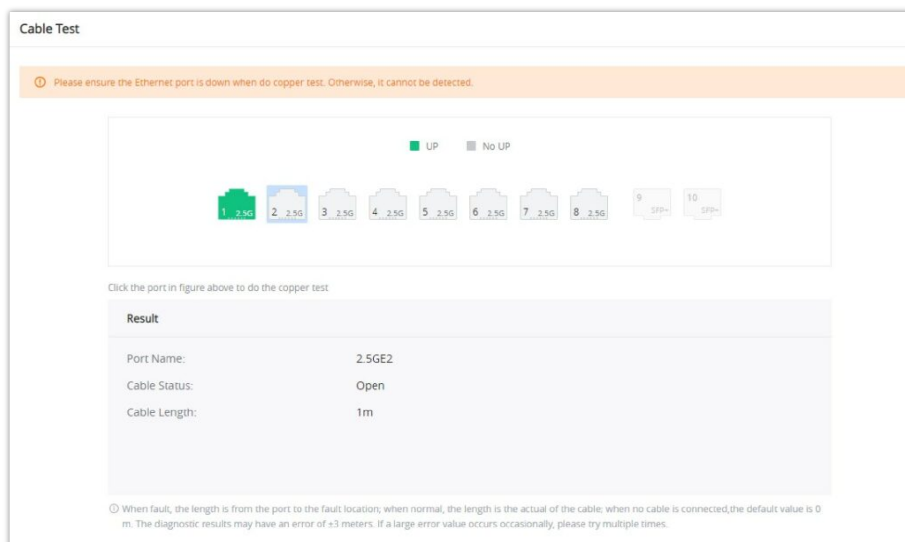 Cable Test
Please ensure the Ethernet port is down when do copper test. Otherwise, it cannot be detected.
UP No UP
1 2.5G 2 2.5G 3 2.5G 4 2.5G 5 2.5G 6 2.5G 7 2.5G 8 2.5G 9 SFP+ 10 SFP+
Click the port in figure above to do the copper test
Result
Port Name: 2.5GE2
Cable Status: Open
Cable Length: 1m
When fault, the length is from the port to the fault location; when normal, the length is the actual of the cable; when no cable is connected,the default value is 0
m. The diagnostic results may have an error of ±3 meters. If a large error value occurs occasionally, please try multiple times.